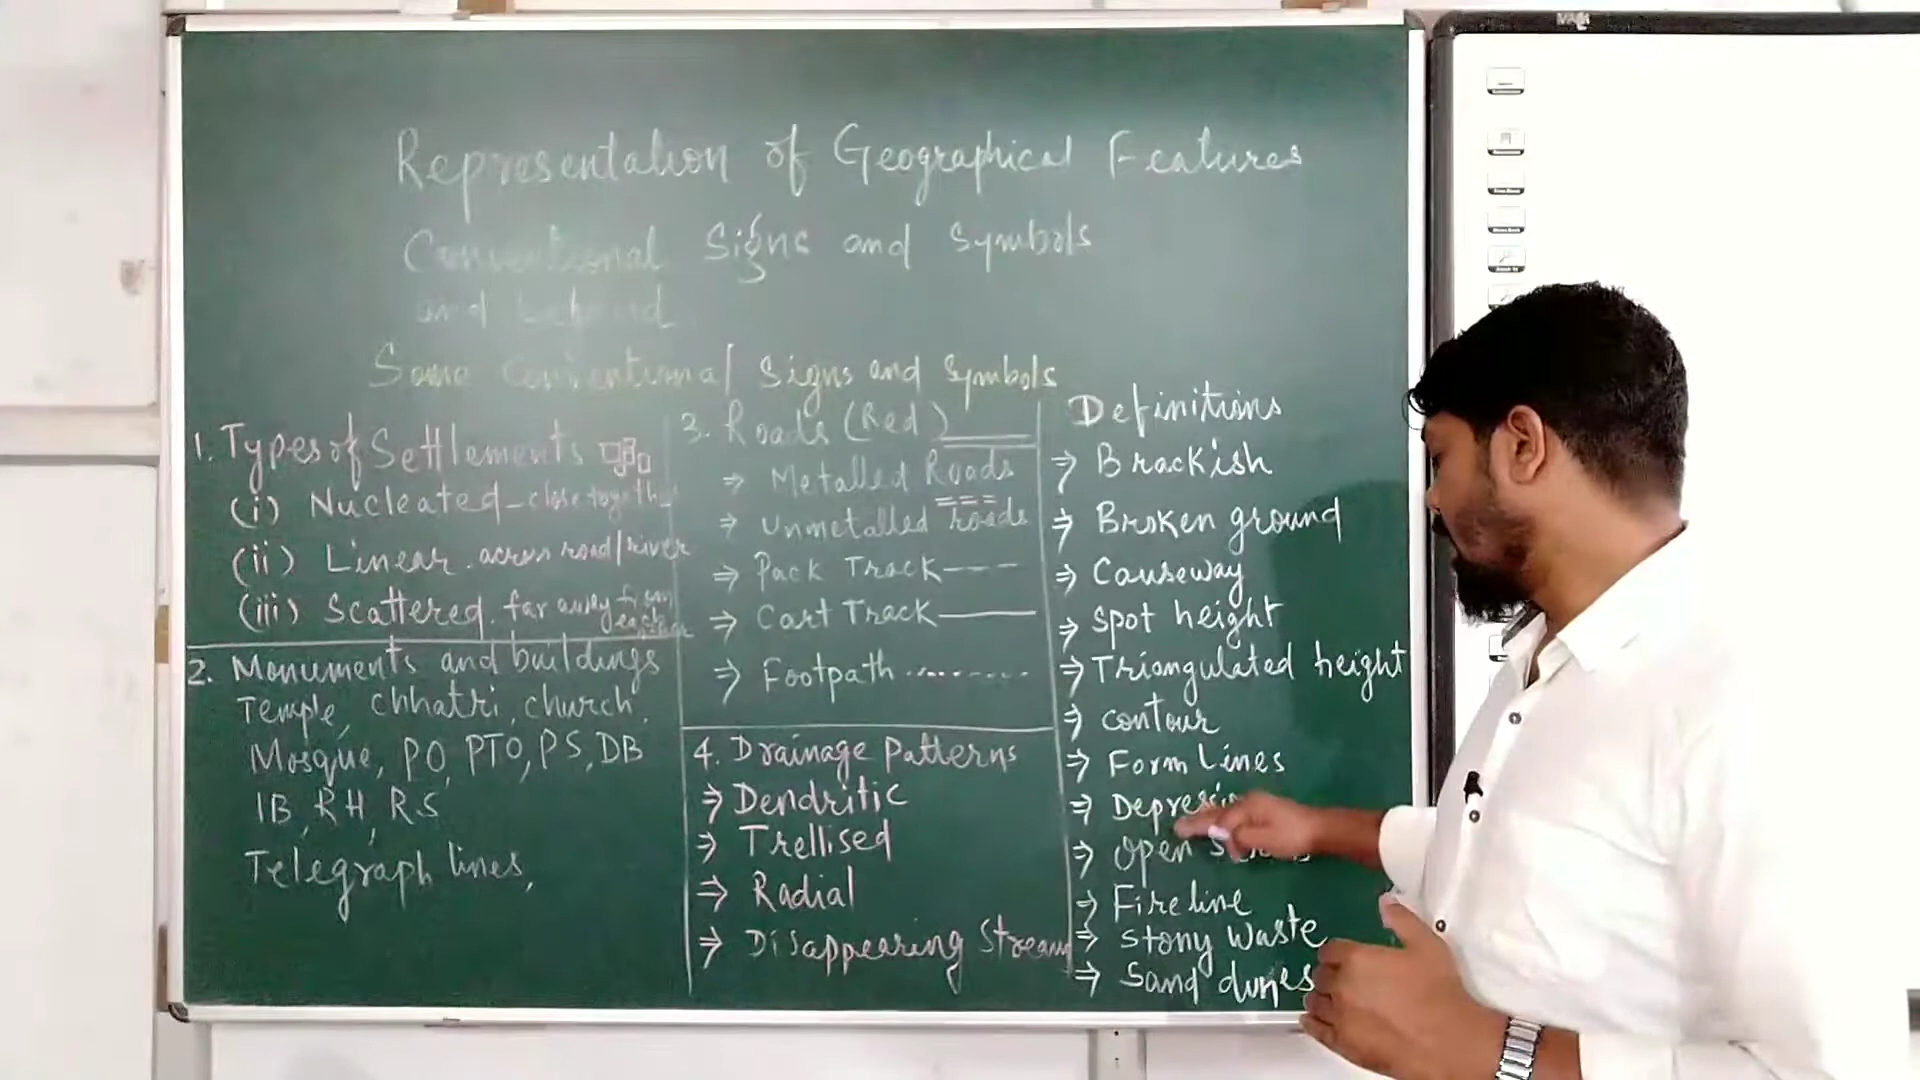 Representation of Geographical Features
Conventional Signs and Symbols
and
Some Conventional Signs and Symbols
1. Types of Settlements
(i) Nucleated - close together
(ii) Linear. across road/river
(iii) Scattered. far away from
each other
2. Monuments and buildings
Temple, chhatri, church,
Mosque, PO, PTO, PS, DB
IB, RH, RS
Telegraph lines,
3. Roads (Red)
⇒ Metalled Roads
⇒ Unmetalled roads
⇒ Pack Track
⇒ Cart Track
⇒ Footpath
4. Drainage Patterns
⇒ Dendritic
⇒ Trellised
⇒ Radial
⇒ Disappearing Streams
Definitions
⇒ Brackish
⇒ Broken ground
⇒ Causeway
⇒ Spot height
⇒ Triangulated height
⇒ contour
⇒ Form Lines
⇒ Depressi
⇒ Open
⇒ Fire line
⇒ Stony Waste
⇒ Sand dunes